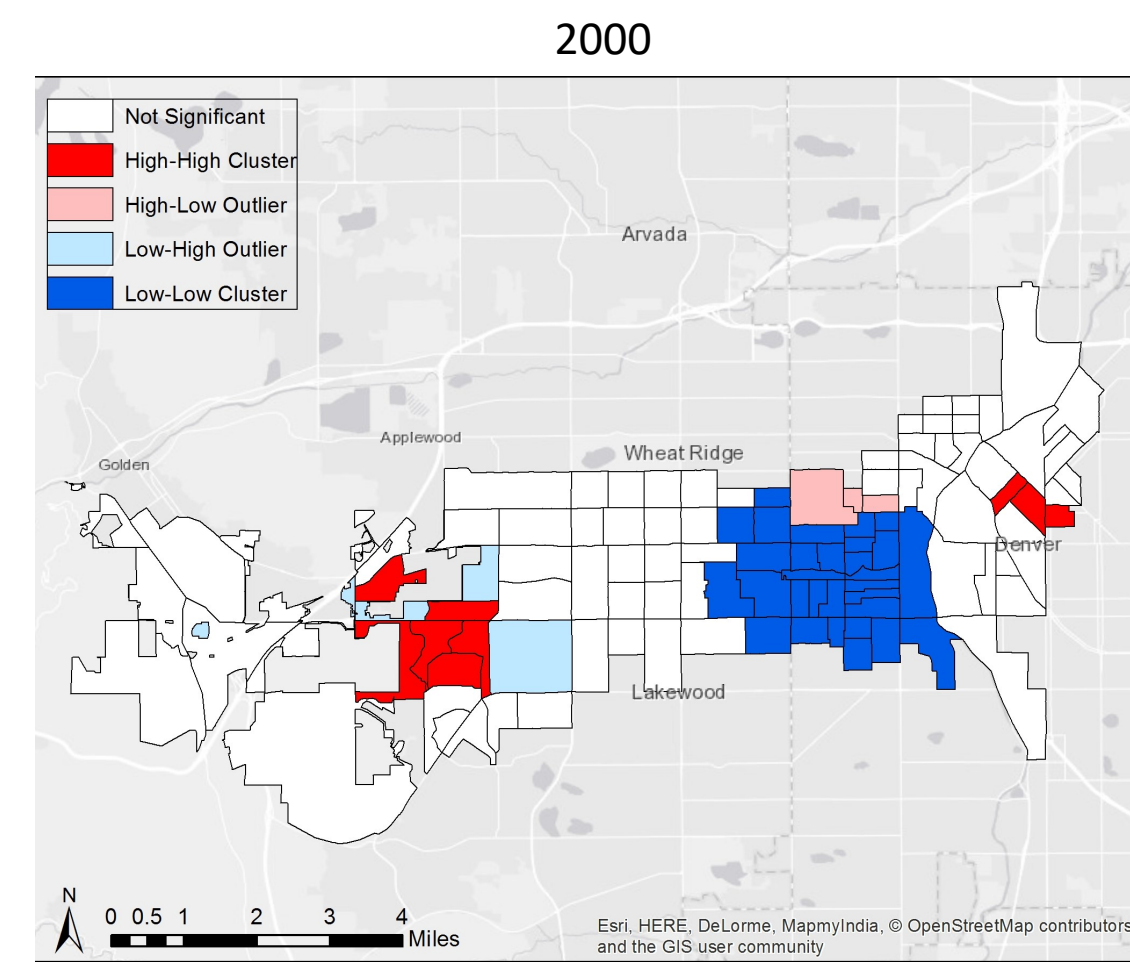 2000
Not Significant
High-High Cluster
High-Low Outlier
Low-High Outlier
Low-Low Cluster
Arvada
Applewood
Wheat Ridge
Golden
Denver
Lakewood
N
0 0.5 1 2 3 4
Miles
Esri, HERE, DeLorme, MapmyIndia, © OpenStreetMap contributors
and the GIS user community